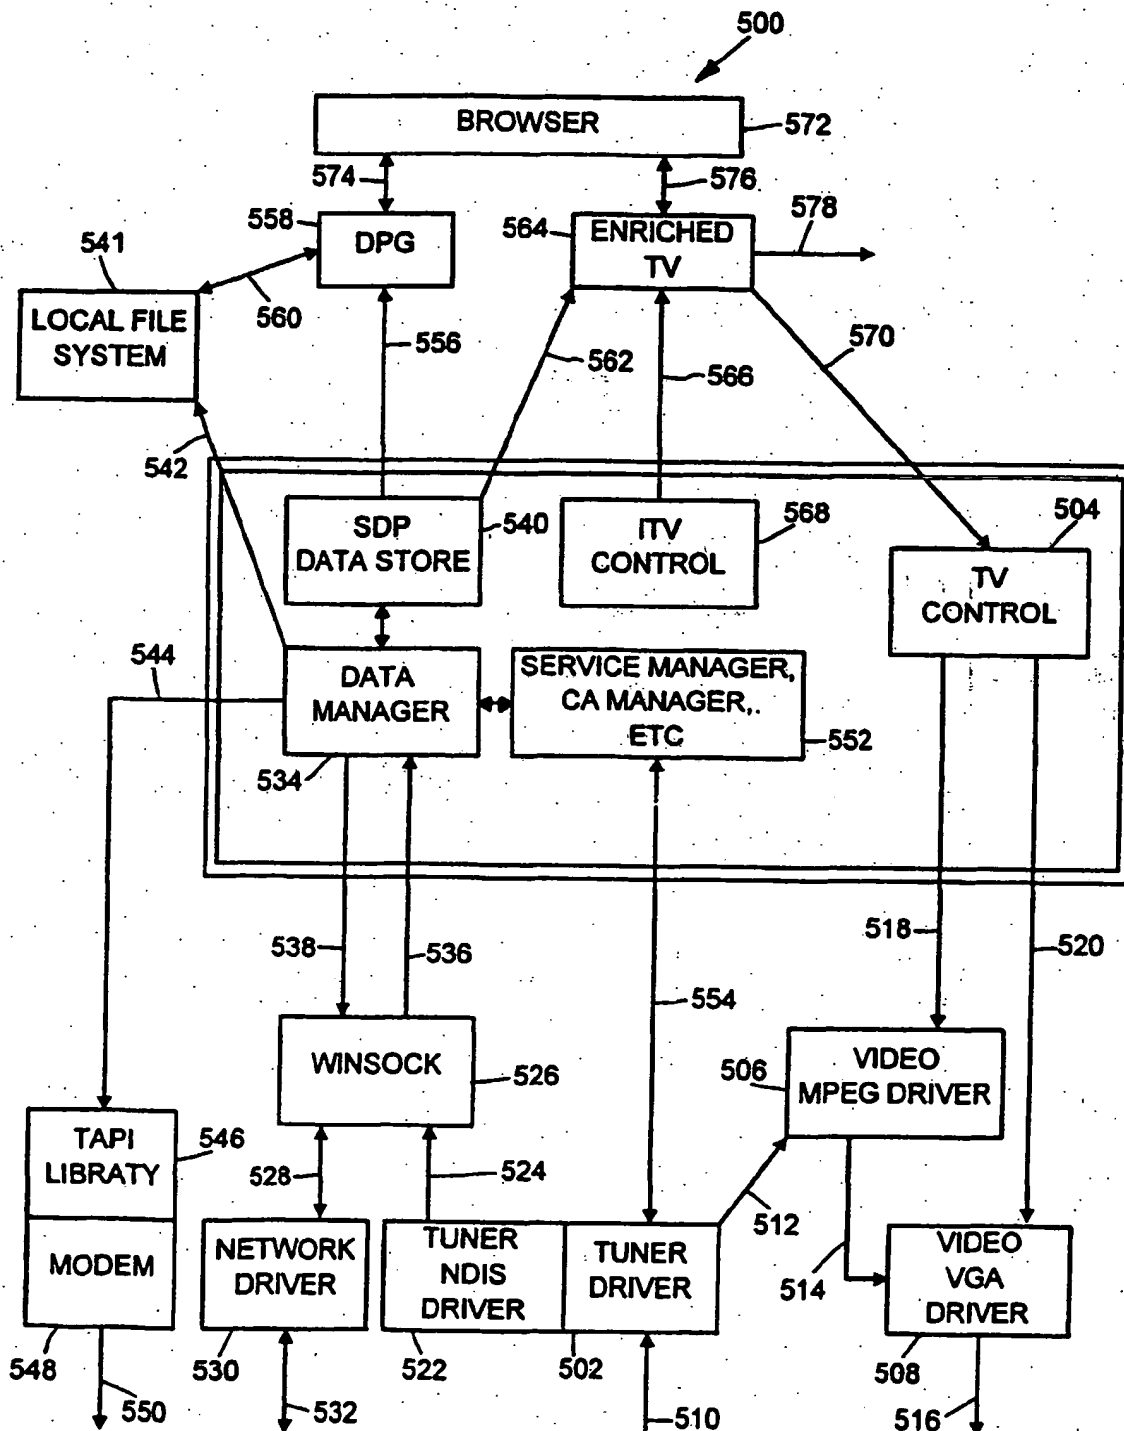 500
BROWSER
572
574
576
578
558
DPG
564
ENRICHED
TV
541
560
LOCAL FILE
SYSTEM
556
562
566
570
542
SDP
DATA STORE
540
ITV
CONTROL
568
504
TV
CONTROL
544
DATA
MANAGER
534
SERVICE MANAGER,
CA MANAGER,.
ETC
552
538
536
554
518
520
WINSOCK
526
506
VIDEO
MPEG DRIVER
TAPI
LIBRATY
546
528
524
512
514
MODEM
NETWORK
DRIVER
TUNER
NDIS
DRIVER
TUNER
DRIVER
VIDEO
VGA
DRIVER
548
550
530
532
522
502
510
508
516